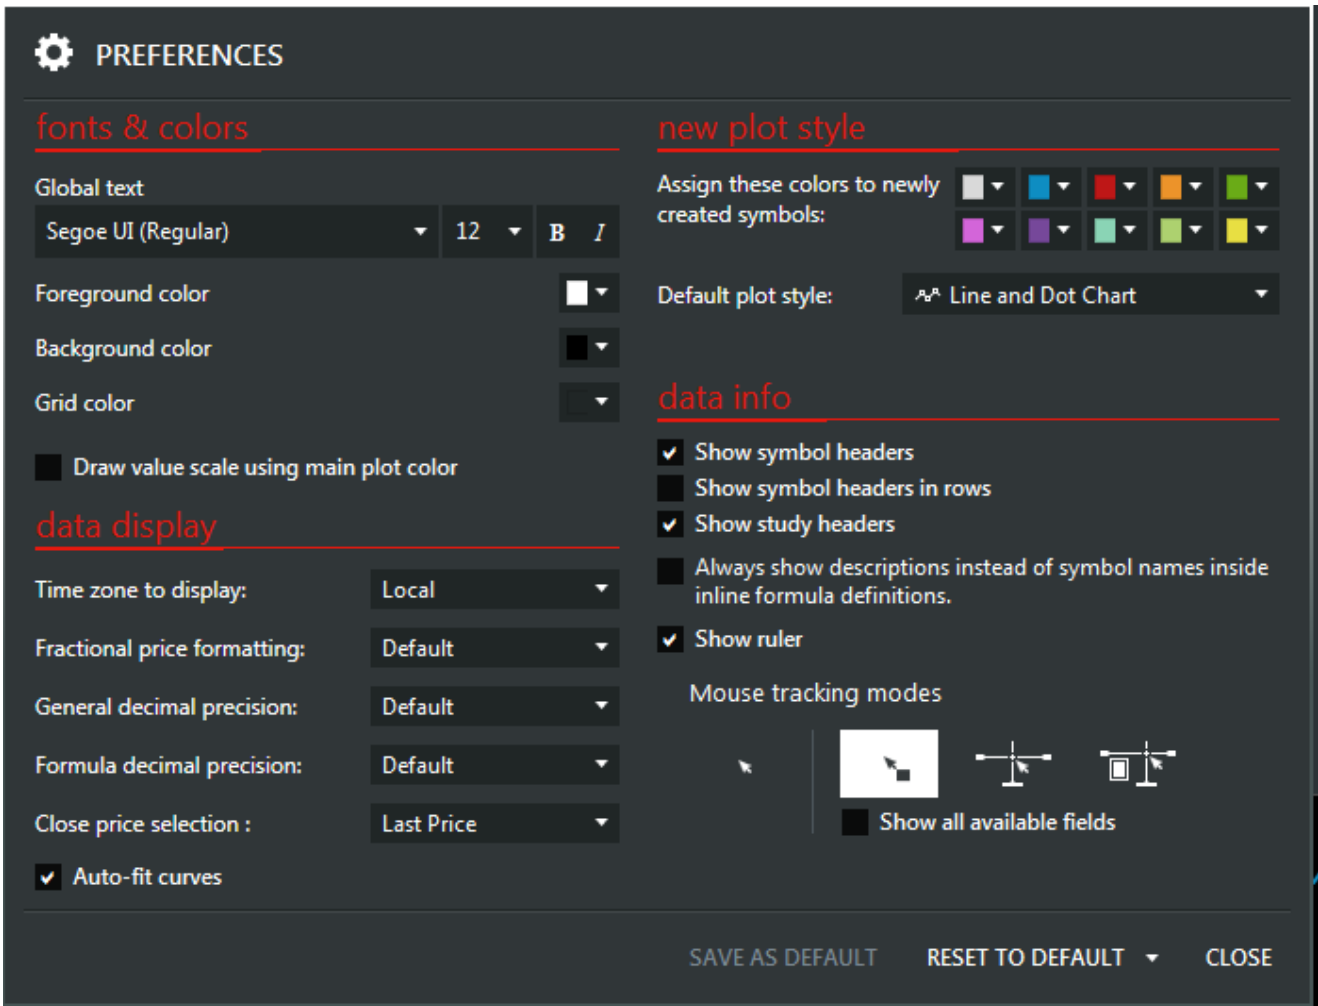 PREFERENCES
fonts & colors
Global text
Segoe UI (Regular)
12
B
I
Foreground color
Background color
Grid color
Draw value scale using main plot color
data display
Time zone to display:
Local
Fractional price formatting:
Default
General decimal precision:
Default
Formula decimal precision:
Default
Close price selection :
Last Price
Auto-fit curves
new plot style
Assign these colors to newly
created symbols:
Default plot style:
Line and Dot Chart
data info
Show symbol headers
Show symbol headers in rows
Show study headers
Always show descriptions instead of symbol names inside
inline formula definitions.
Show ruler
Mouse tracking modes
Show all available fields
SAVE AS DEFAULT
RESET TO DEFAULT
CLOSE